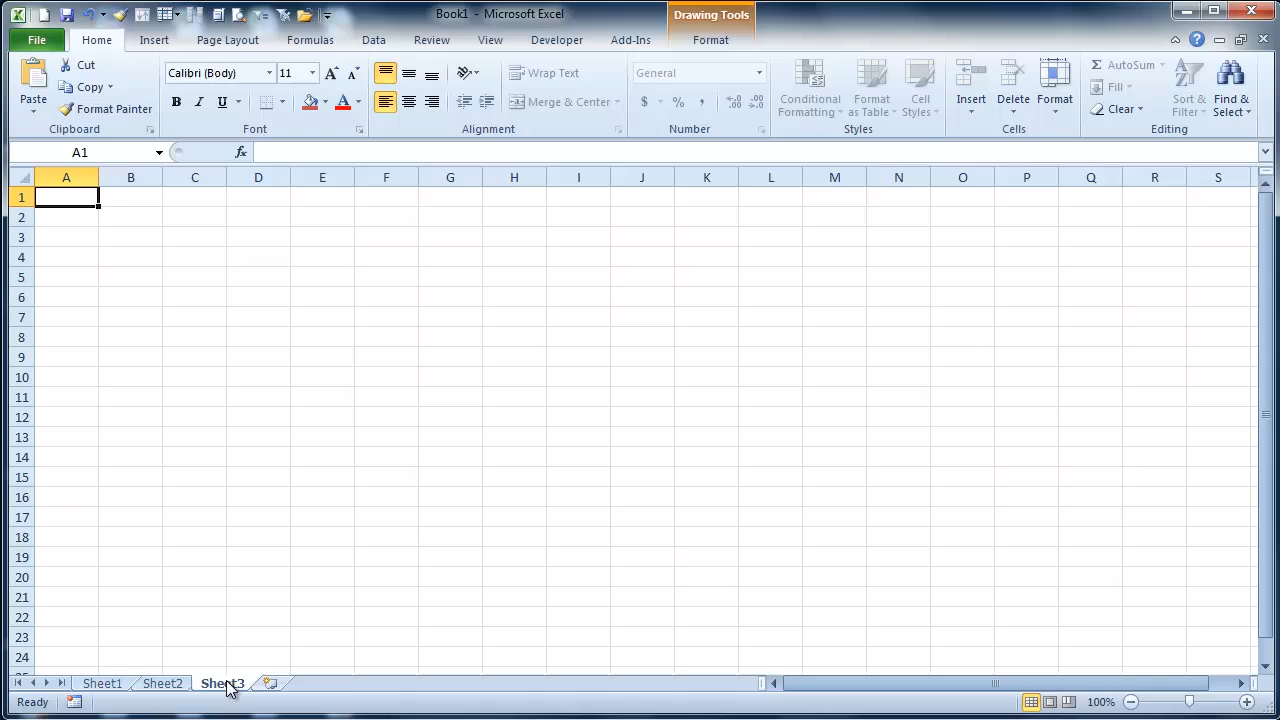 Book1 - Microsoft Excel
Drawing Tools
File Home Insert Page Layout Formulas Data Review View Developer Add-Ins Format
Paste
Cut
Copy
Format Painter
Clipboard
Calibri (Body) 11
B I U
Font
Wrap Text
Merge & Center
Alignment
General
$ % ,
Number
Conditional Formatting
Format as Table
Cell Styles
Styles
Insert Delete Format
Cells
AutoSum
Fill
Clear
Sort & Filter
Find & Select
Editing
A1 fx
A B C D E F G H I J K L M N O P Q R S
1
2
3
4
5
6
7
8
9
10
11
12
13
14
15
16
17
18
19
20
21
22
23
24
Sheet1 Sheet2 Sheet3
Ready 100%